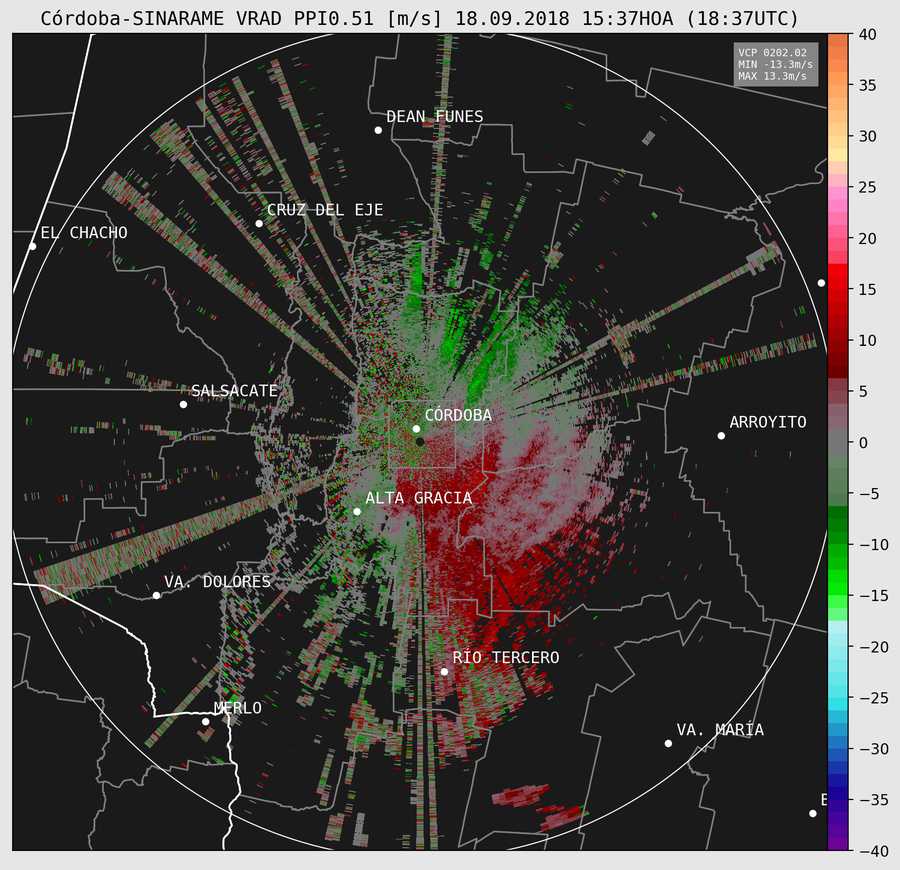 Córdoba-SINARAME VRAD PPI0.51 [m/s] 18.09.2018 15:37HOA (18:37UTC)
VCP 0202.02
MIN -13.3m/s
MAX 13.3m/s
DEAN FUNES
CRUZ DEL EJE
EL CHACHO
SALSACATE
CÓRDOBA
ARROYITO
ALTA GRACIA
VA. DOLORES
RÍO TERCERO
MERLO
VA. MARÍA
40
35
30
25
20
15
10
5
0
−5
−10
−15
−20
−25
−30
−35
−40